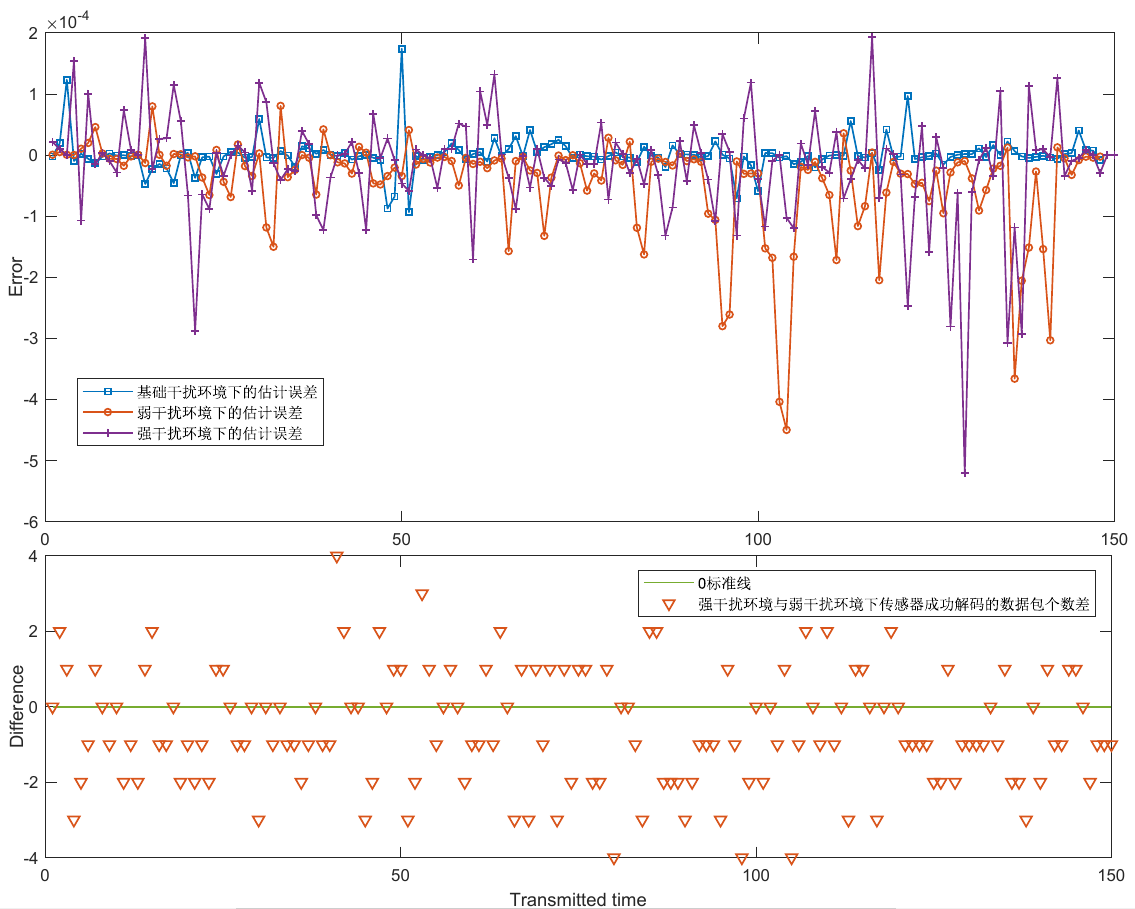 ×10-4
2
1
0
-1
-2
-3
-4
-5
-6
Error
基础干扰环境下的估计误差
弱干扰环境下的估计误差
强干扰环境下的估计误差
0
50
100
150
4
2
0
-2
-4
Difference
0标准线
强干扰环境与弱干扰环境下传感器成功解码的数据包个数差
0
50
100
150
Transmitted time